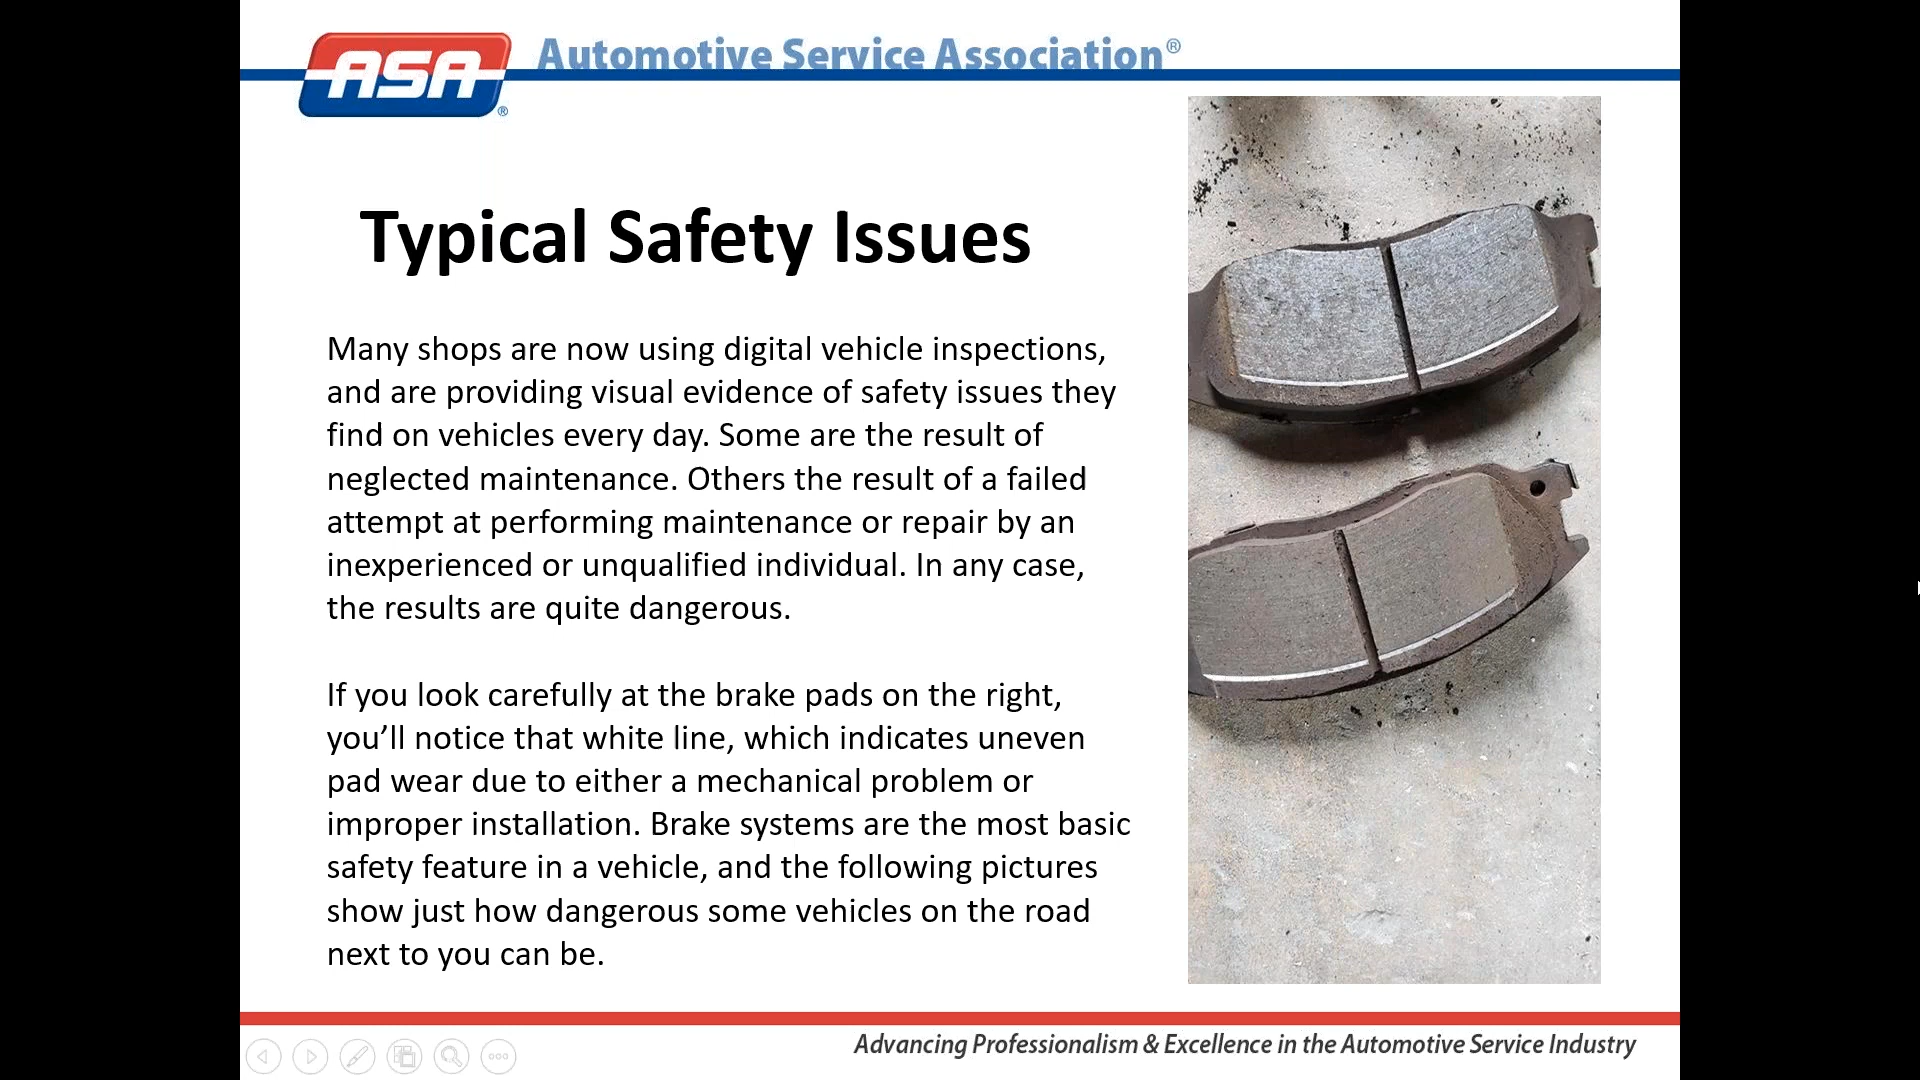 ASA®
Automotive Service Association®
Typical Safety Issues
Many shops are now using digital vehicle inspections,
and are providing visual evidence of safety issues they
find on vehicles every day. Some are the result of
neglected maintenance. Others the result of a failed
attempt at performing maintenance or repair by an
inexperienced or unqualified individual. In any case,
the results are quite dangerous.
If you look carefully at the brake pads on the right,
you’ll notice that white line, which indicates uneven
pad wear due to either a mechanical problem or
improper installation. Brake systems are the most basic
safety feature in a vehicle, and the following pictures
show just how dangerous some vehicles on the road
next to you can be.
Advancing Professionalism & Excellence in the Automotive Service Industry